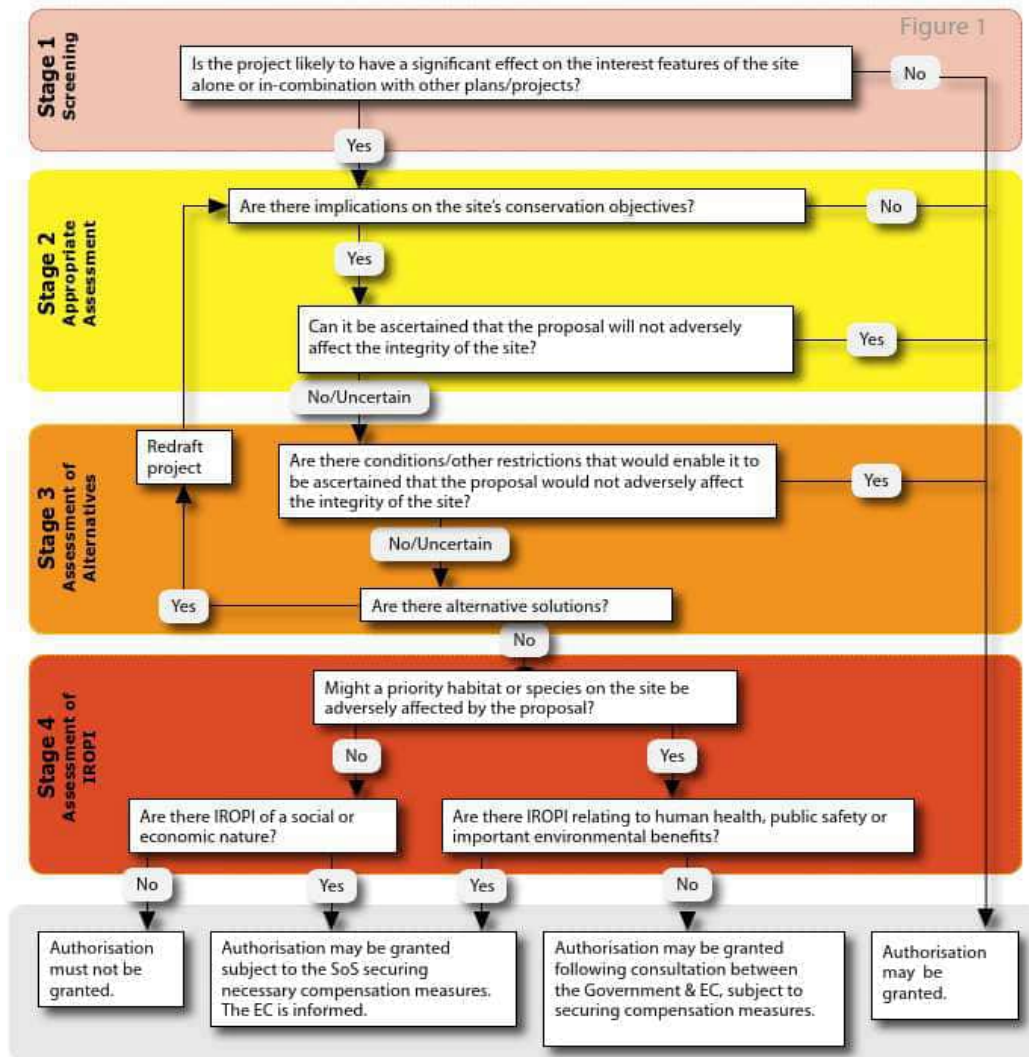 Figure 1
Stage 1
Screening
Is the project likely to have a significant effect on the interest features of the site
alone or in-combination with other plans/projects?
No
Yes
Stage 2
Appropriate
Assessment
Are there implications on the site's conservation objectives?
No
Yes
Can it be ascertained that the proposal will not adversely
affect the integrity of the site?
Yes
No/Uncertain
Stage 3
Assessment of
Alternatives
Redraft
project
Are there conditions/other restrictions that would enable it to
be ascertained that the proposal would not adversely affect
the integrity of the site?
Yes
No/Uncertain
Yes
Are there alternative solutions?
No
Stage 4
Assessment of
IROPI
Might a priority habitat or species on the site be
adversely affected by the proposal?
No
Yes
Are there IROPI of a social or
economic nature?
Are there IROPI relating to human health, public safety or
important environmental benefits?
No
Yes
Yes
No
Authorisation
must not be
granted.
Authorisation may be granted
subject to the SoS securing
necessary compensation measures.
The EC is informed.
Authorisation may be granted
following consultation between
the Government & EC, subject to
securing compensation measures.
Authorisation
may be
granted.